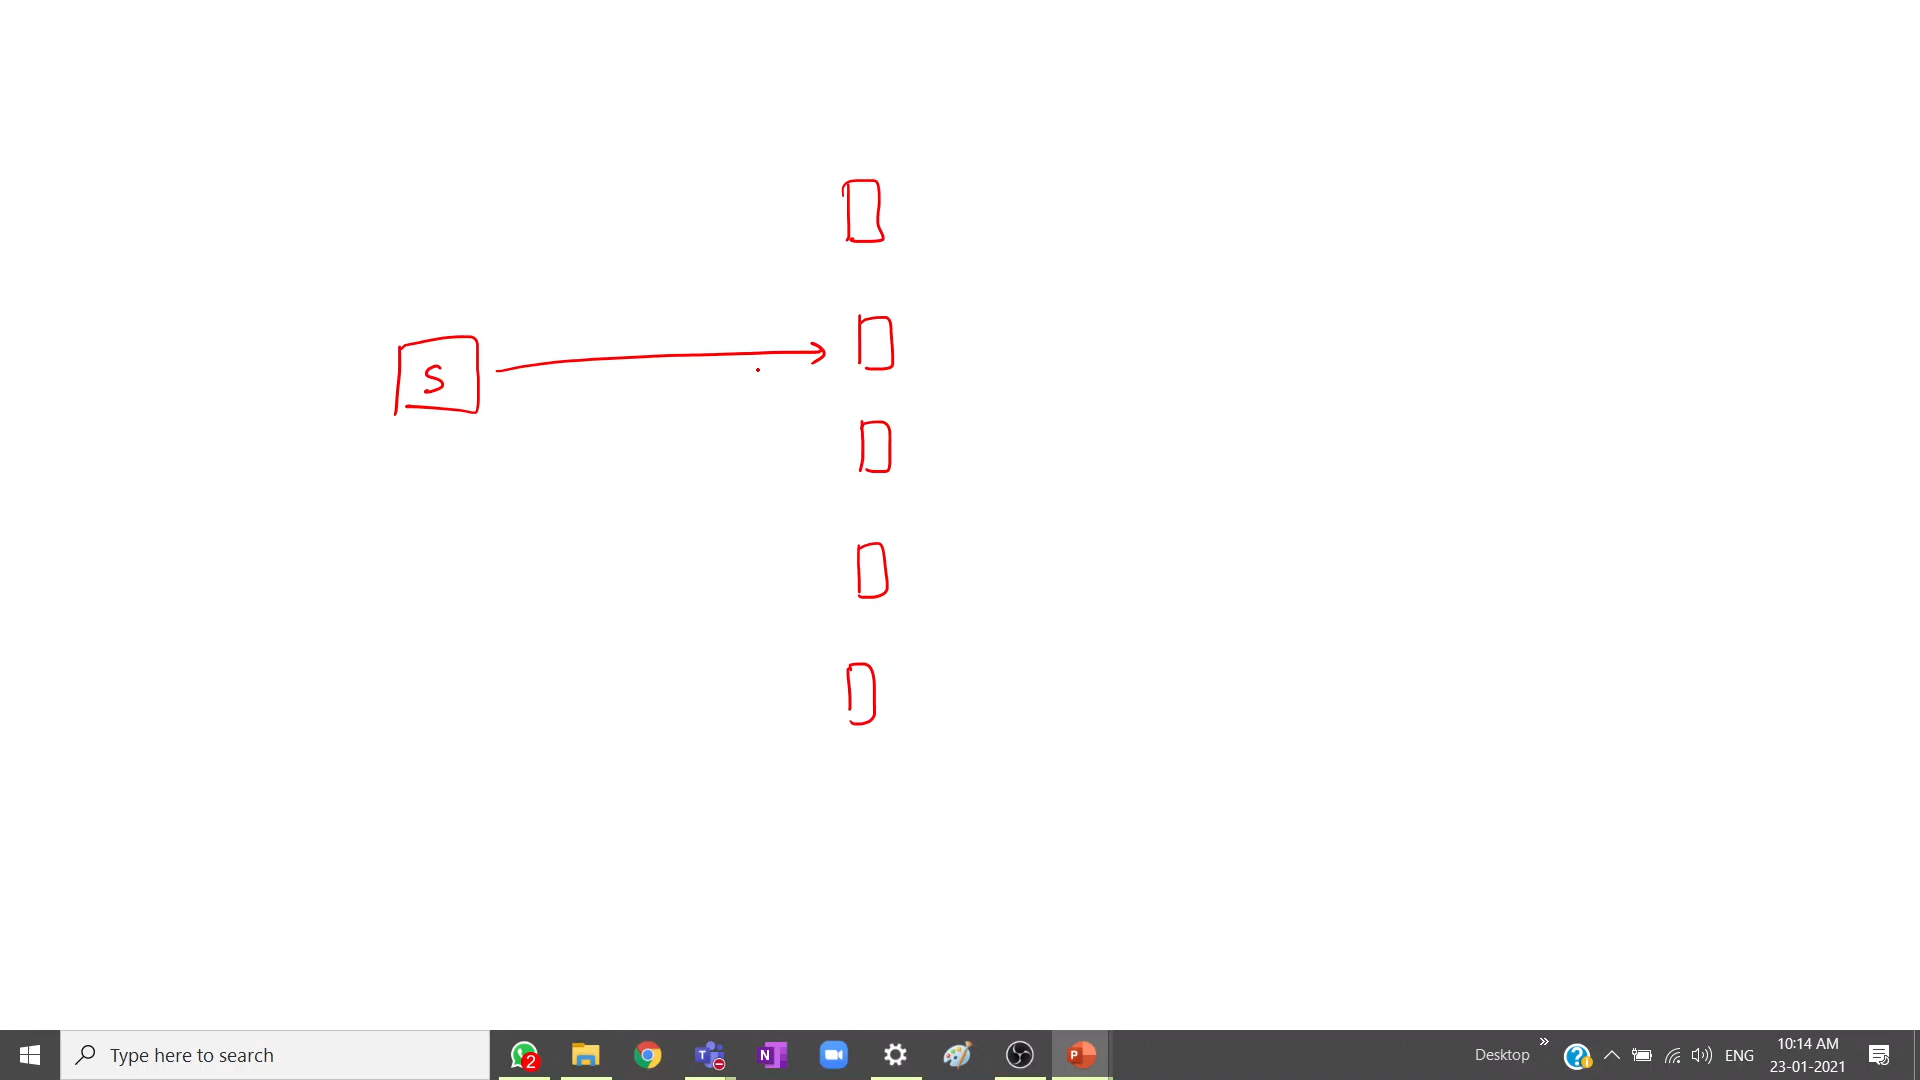 S
Type here to search
2
Desktop
ENG
10:14 AM
23-01-2021